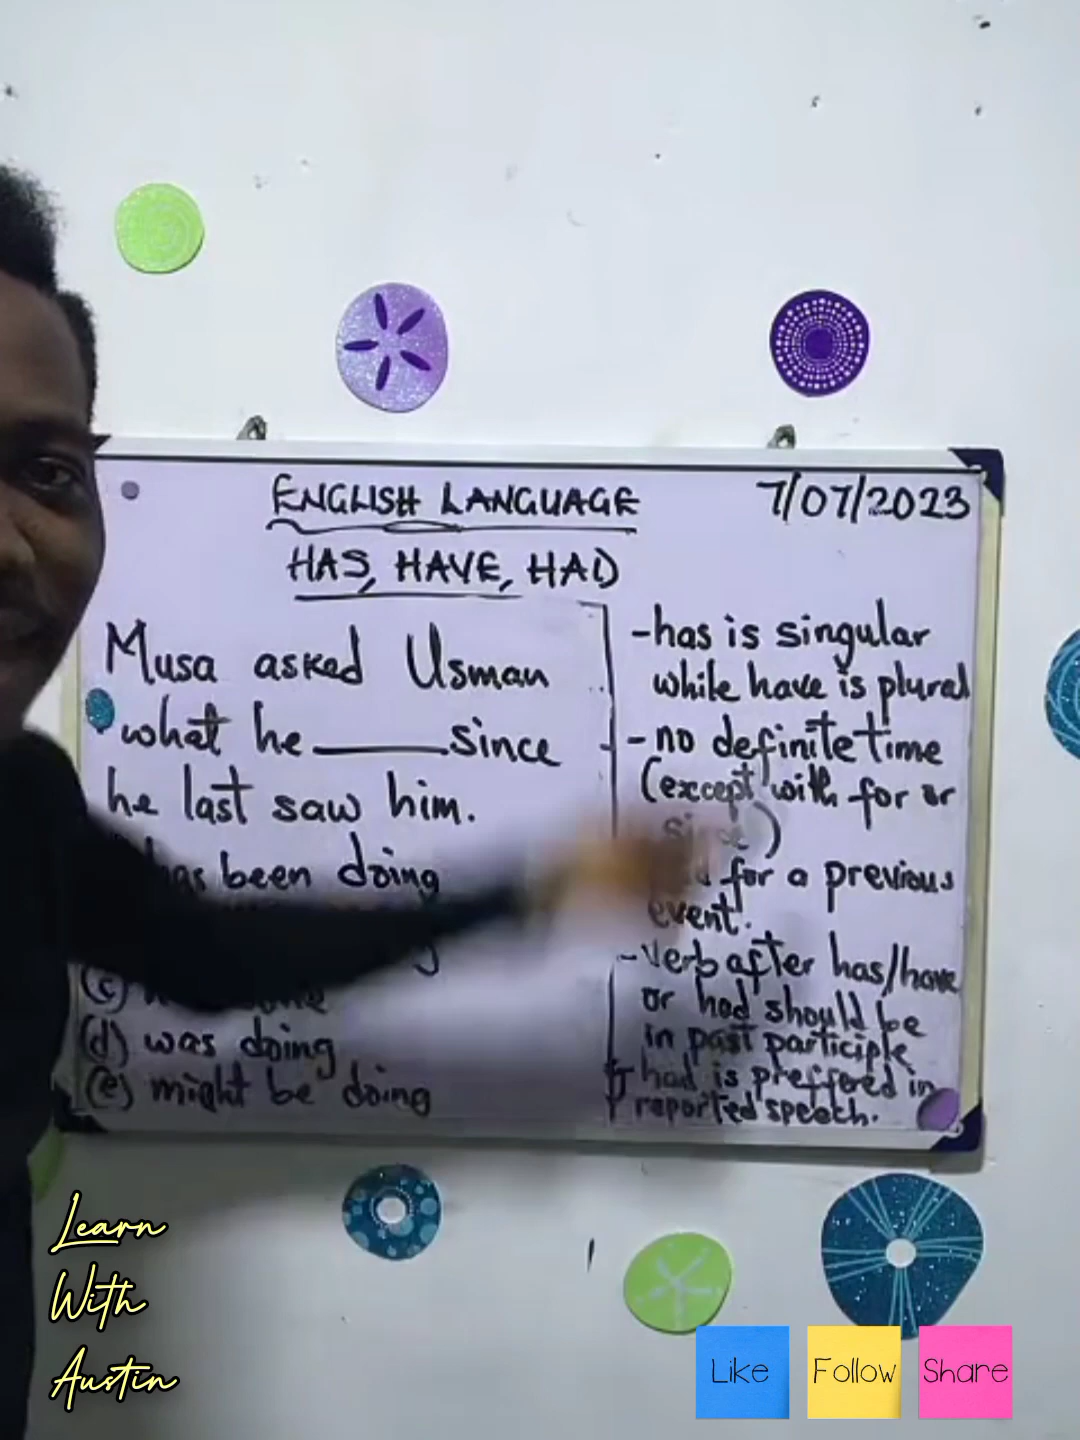 ENGLISH LANGUAGE
7/07/2023
HAS, HAVE, HAD
Musa asked Usman
what he ______ since
he last saw him.
has been doing
(c)
(d) was doing
(e) might be doing
-has is singular
while have is plural
-no definite time
(except with for or
since)
for a previous
event.
-Verb after has/have
or had should be
in past participle
had is preffered in
reported speech.
Learn
With
Austin
Like
Follow
Share